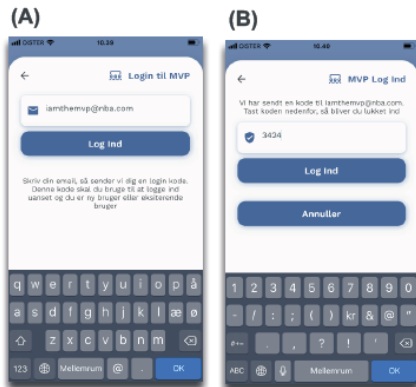 (A)
OISTER 10.39
Login til MVP
iamthemvp@nba.com
Log Ind
Skriv din email, så sender vi dig en login kode.
Denne kode skal du bruge til at logge ind
uanset og du er ny bruger eller eksiterende
bruger
q w e r t y u i o p å
a s d f g h j k l æ ø
z x c v b n m
123 Mellemrum @ . OK
(B)
OISTER 10.40
MVP Log Ind
Vi har sendt en kode til iamthemvp@nba.com.
Tast koden nedenfor, så bliver du lukket ind
3424
Log Ind
Annuller
1 2 3 4 5 6 7 8 9 0
- / : ; ( ) kr & @ "
#+= . , ? ! '
ABC Mellemrum OK